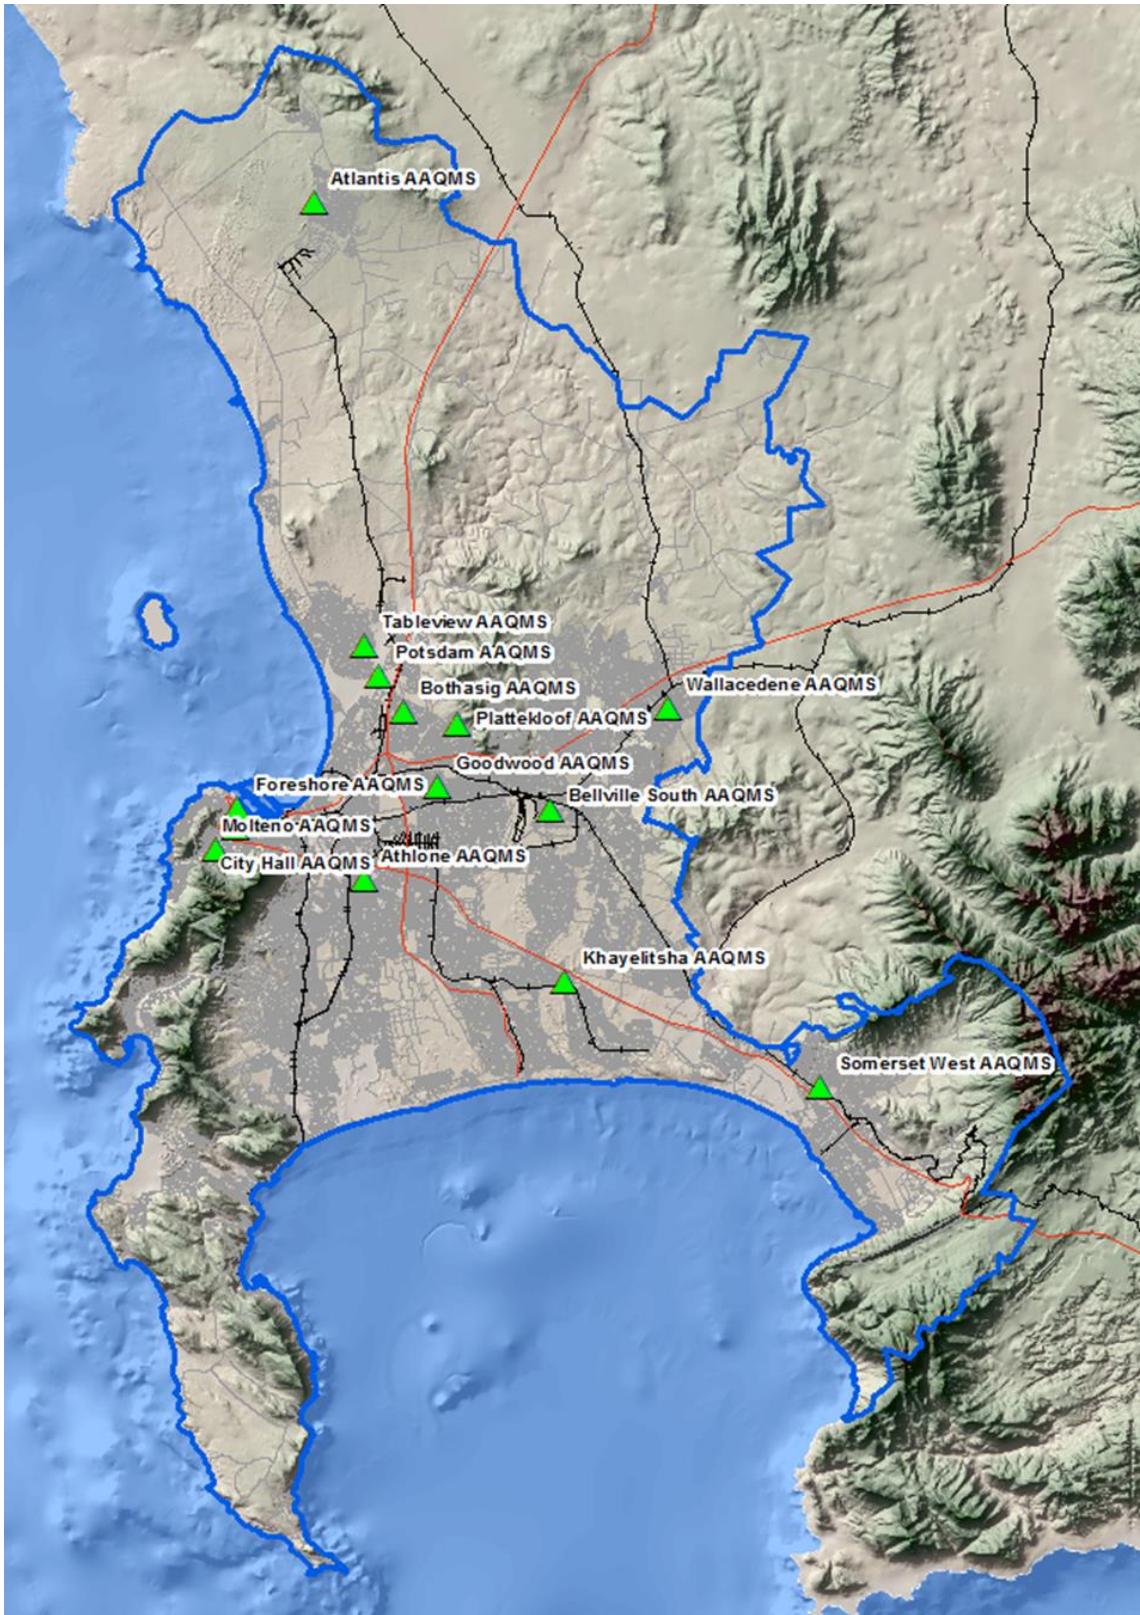 Atlantis AAQMS
Tableview AAQMS
Potsdam AAQMS
Bothasig AAQMS
Wallacedene AAQMS
Plattekloof AAQMS
Goodwood AAQMS
Foreshore AAQMS
Bellville South AAQMS
Molteno AAQMS
City Hall AAQMS
Athlone AAQMS
Khayelitsha AAQMS
Somerset West AAQMS